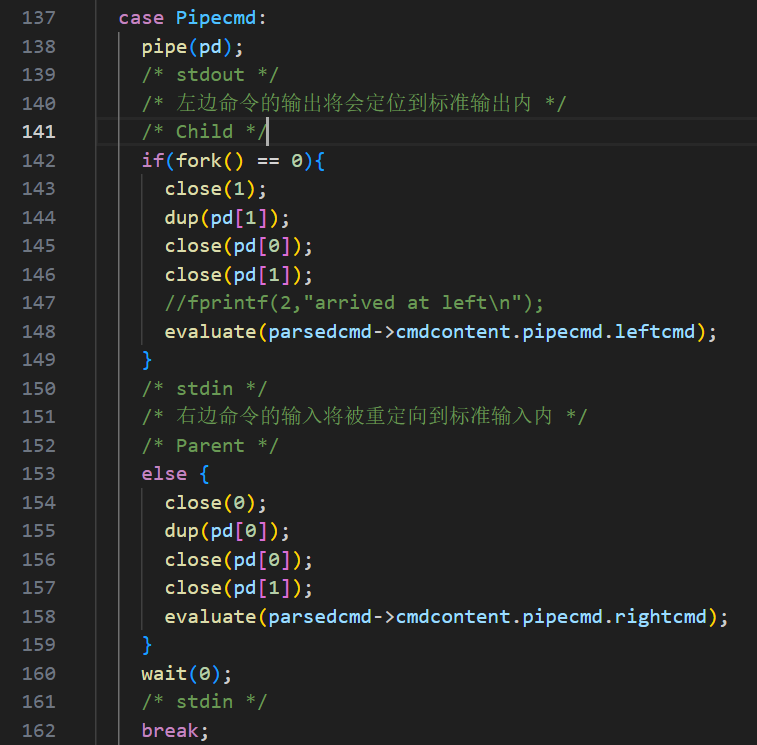 137 case Pipecmd:
138 pipe(pd);
139 /* stdout */
140 /* 左边命令的输出将会定位到标准输出内 */
141 /* Child */
142 if(fork() == 0){
143 close(1);
144 dup(pd[1]);
145 close(pd[0]);
146 close(pd[1]);
147 //fprintf(2,"arrived at left\n");
148 evaluate(parsedcmd->cmdcontent.pipecmd.leftcmd);
149 }
150 /* stdin */
151 /* 右边命令的输入将被重定向到标准输入内 */
152 /* Parent */
153 else {
154 close(0);
155 dup(pd[0]);
156 close(pd[0]);
157 close(pd[1]);
158 evaluate(parsedcmd->cmdcontent.pipecmd.rightcmd);
159 }
160 wait(0);
161 /* stdin */
162 break;